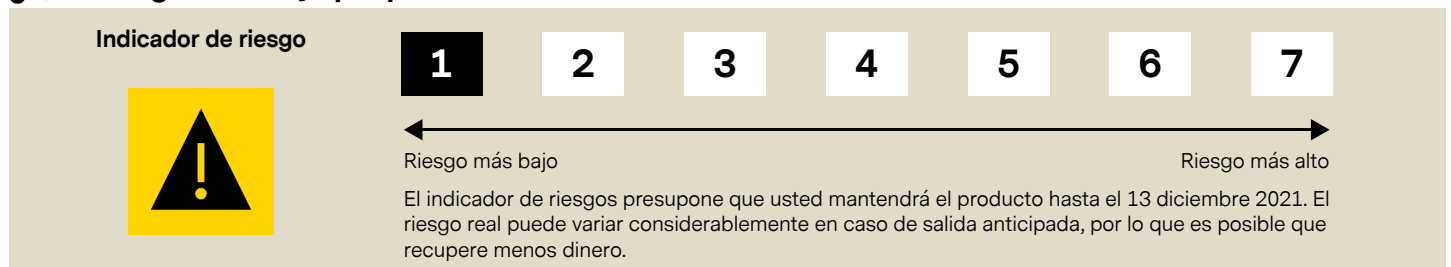 Indicador de riesgo
1 2 3 4 5 6 7
Riesgo más bajo Riesgo más alto
El indicador de riesgos presupone que usted mantendrá el producto hasta el 13 diciembre 2021. El
riesgo real puede variar considerablemente en caso de salida anticipada, por lo que es posible que
recupere menos dinero.